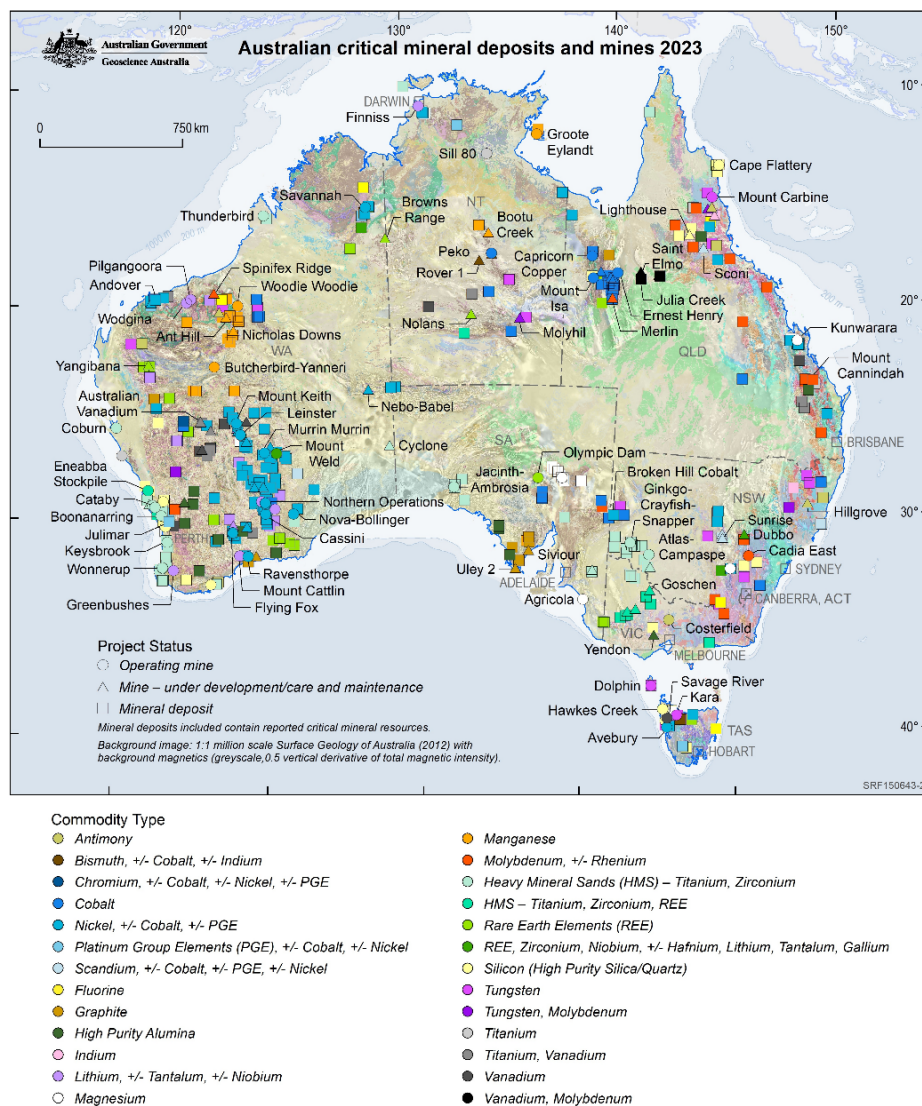 120°
130°
140°
150°
Australian Government
Geoscience Australia
Australian critical mineral deposits and mines 2023
10°
0
750 km
DARWIN
Finniss
Sill 80
Groote
Eylandt
Cape Flattery
Mount Carbine
Savannah
Browns
Range
NT
Bootu
Creek
Lighthouse
Thunderbird
Peko
Rover 1
Capricorn
Copper
Saint
Elmo
Sconi
1000 m
200 m
Pilgangoora
Andover
Spinifex Ridge
Woodie Woodie
20°
Wodgina
Ant Hill
Nicholas Downs
WA
Nolans
Molyhil
Mount
Isa
Julia Creek
Ernest Henry
Merlin
QLD
Kunwarara
Mount
Cannindah
Yangibana
Butcherbird-Yanneri
Australian
Vanadium
Mount Keith
Leinster
Nebo-Babel
Coburn
Murrin Murrin
Mount
Weld
Cyclone
SA
BRISBANE
Olympic Dam
Eneabba
Stockpile
Cataby
Boonanarring
Julimar
Keysbrook
Wonnerup
Greenbushes
PERTH
Jacinth-
Ambrosia
Broken Hill Cobalt
Ginkgo-
Crayfish-
Snapper
NSW
Northern Operations
Nova-Bollinger
Cassini
Hillgrove
30°
Sunrise
Dubbo
Atlas-
Campaspe
Cadia East
Siviour
Uley 2
ADELAIDE
SYDNEY
Ravensthorpe
Mount Cattlin
Flying Fox
Goschen
CANBERRA, ACT
Agricola
VIC
Costerfield
Yendon
MELBOURNE
Project Status
Operating mine
Mine – under development/care and maintenance
Mineral deposit
Mineral deposits included contain reported critical mineral resources.
Background image: 1:1 million scale Surface Geology of Australia (2012) with
background magnetics (greyscale,0.5 vertical derivative of total magnetic intensity).
Dolphin
Savage River
Kara
Hawkes Creek
Avebury
TAS
HOBART
40°
SRF150643-2
Commodity Type
Antimony
Bismuth, +/- Cobalt, +/- Indium
Chromium, +/- Cobalt, +/- Nickel, +/- PGE
Cobalt
Nickel, +/- Cobalt, +/- PGE
Platinum Group Elements (PGE), +/- Cobalt, +/- Nickel
Scandium, +/- Cobalt, +/- PGE, +/- Nickel
Fluorine
Graphite
High Purity Alumina
Indium
Lithium, +/- Tantalum, +/- Niobium
Magnesium
Manganese
Molybdenum, +/- Rhenium
Heavy Mineral Sands (HMS) – Titanium, Zirconium
HMS – Titanium, Zirconium, REE
Rare Earth Elements (REE)
REE, Zirconium, Niobium, +/- Hafnium, Lithium, Tantalum, Gallium
Silicon (High Purity Silica/Quartz)
Tungsten
Tungsten, Molybdenum
Titanium
Titanium, Vanadium
Vanadium
Vanadium, Molybdenum